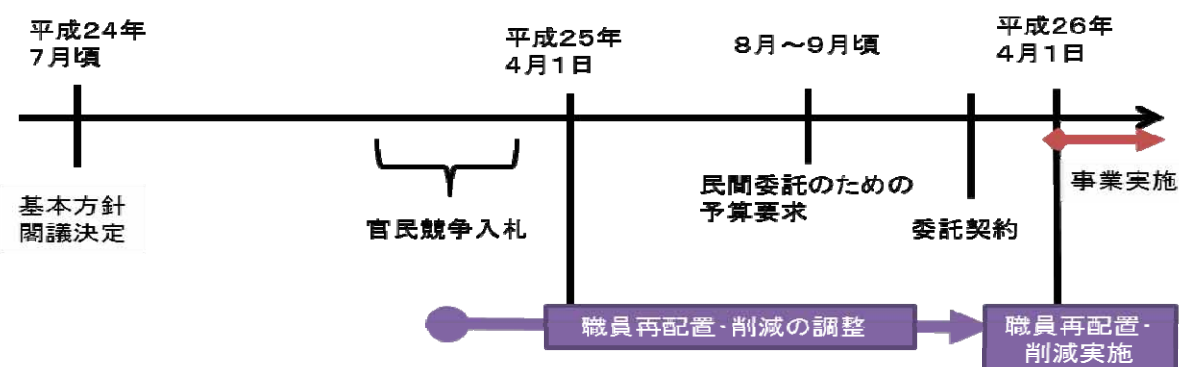 平成24年
7月頃
平成25年
4月1日
8月～9月頃
平成26年
4月1日
基本方針
閣議決定
官民競争入札
民間委託のための
予算要求
委託契約
事業実施
職員再配置・削減の調整
職員再配置・
削減実施